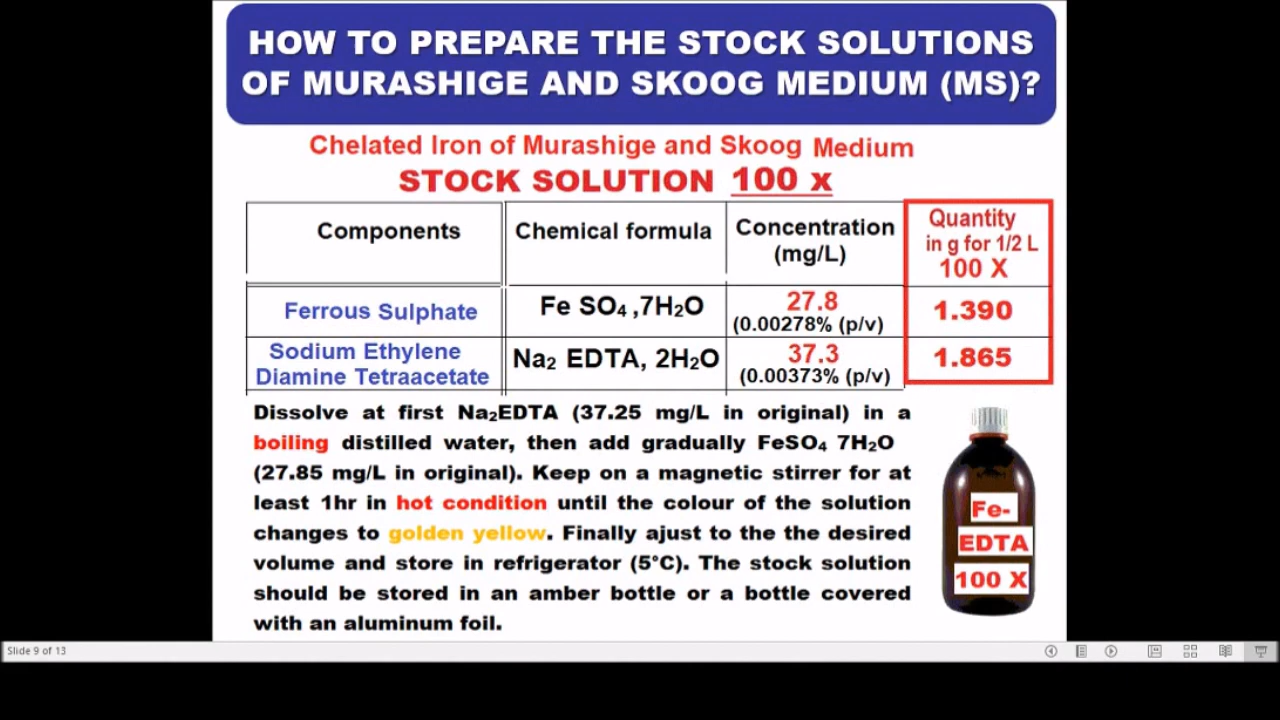 HOW TO PREPARE THE STOCK SOLUTIONS
OF MURASHIGE AND SKOOG MEDIUM (MS)?
Chelated Iron of Murashige and Skoog Medium
STOCK SOLUTION 100 x
Components
Chemical formula
Concentration
(mg/L)
Quantity
in g for 1/2 L
100 X
Ferrous Sulphate
Fe SO₄ ,7H₂O
27.8
(0.00278% (p/v)
1.390
Sodium Ethylene
Diamine Tetraacetate
Na₂ EDTA, 2H₂O
37.3
(0.00373% (p/v)
1.865
Dissolve at first Na₂EDTA (37.25 mg/L in original) in a
boiling distilled water, then add gradually FeSO₄ 7H₂O
(27.85 mg/L in original). Keep on a magnetic stirrer for at
least 1hr in hot condition until the colour of the solution
changes to golden yellow. Finally ajust to the the desired
volume and store in refrigerator (5°C). The stock solution
should be stored in an amber bottle or a bottle covered
with an aluminum foil.
Fe-
EDTA
100 X
Slide 9 of 13